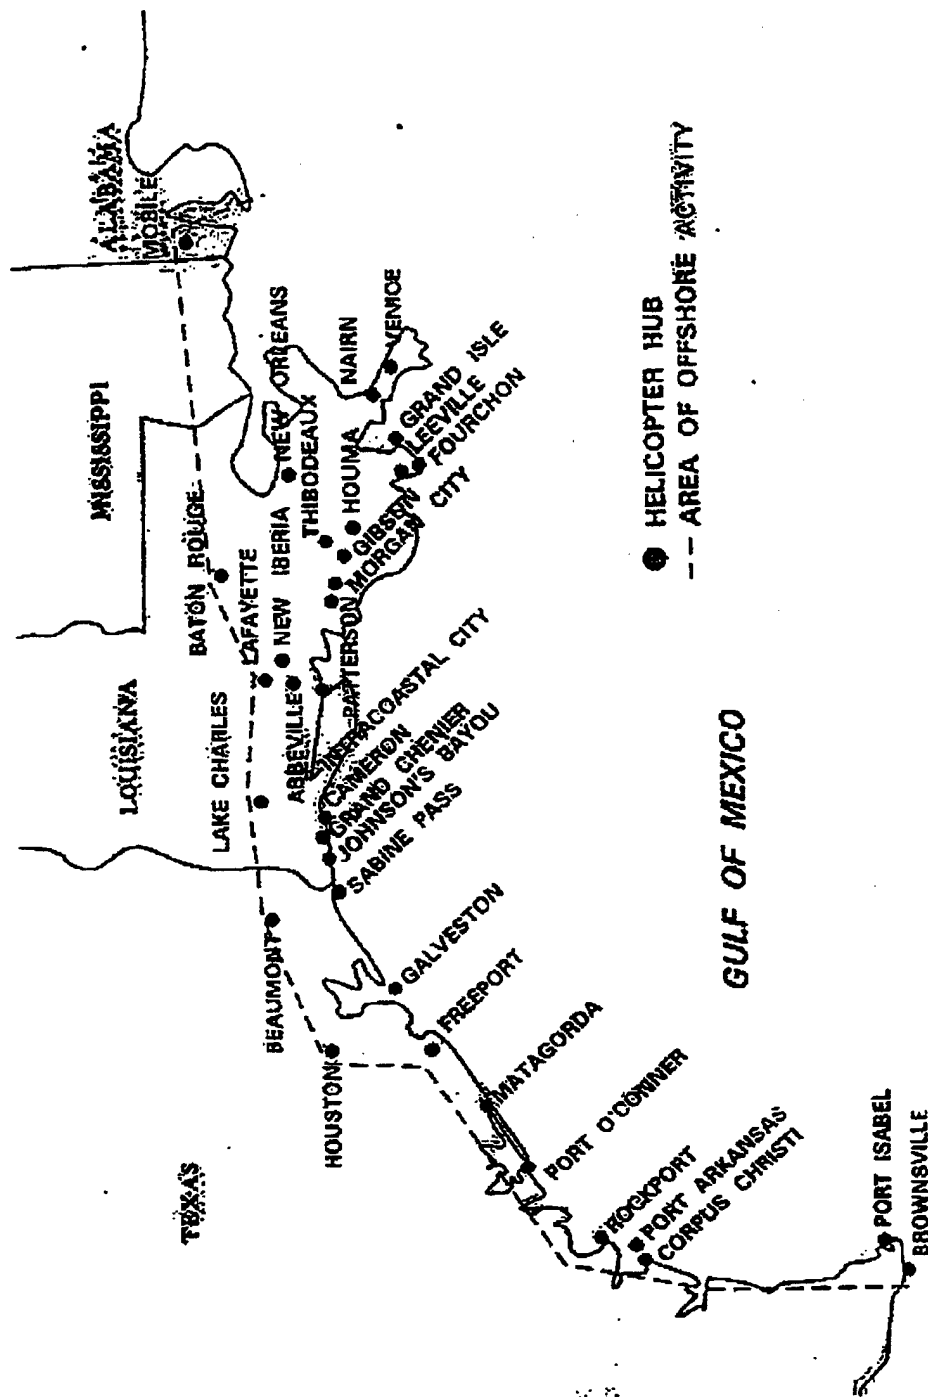 MISSISSIPPI
ALABAMA
MOBILE
LOUISIANA
TEXAS
BATON ROUGE
LAFAYETTE
LAKE CHARLES
NEW IBERIA
NEW ORLEANS
THIBODEAUX
HOUMA
NAIRN
VENICE
GRAND ISLE
LEEVILLE
FOURCHON
GIBSON
MORGAN CITY
PATTERSON
ABBEVILLE
INTRACOASTAL CITY
CAMERON
GRAND CHENIER
JOHNSON'S BAYOU
SABINE PASS
BEAUMONT
HOUSTON
GALVESTON
FREEPORT
MATAGORDA
PORT O'CONNER
ROCKPORT
PORT ARKANSAS
CORPUS CHRISTI
PORT ISABEL
BROWNSVILLE
GULF OF MEXICO
HELICOPTER HUB
AREA OF OFFSHORE ACTIVITY